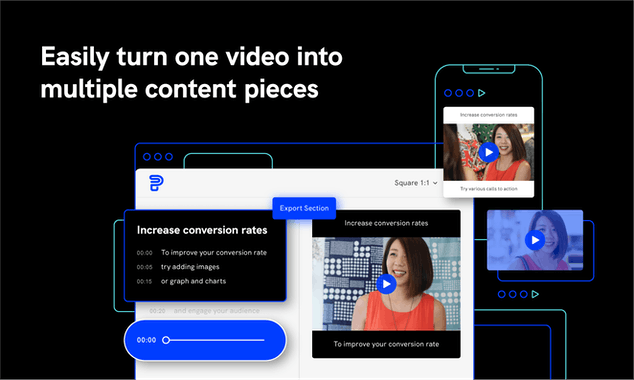 Easily turn one video into
multiple content pieces
Increase conversion rates
Try various calls to action
Square 1:1
Export Section
Increase conversion rates
00:00 To improve your conversion rate
00:05 try adding images
00:15 or graph and charts
00:20 and engage your audience
00:00
Increase conversion rates
To improve your conversion rate